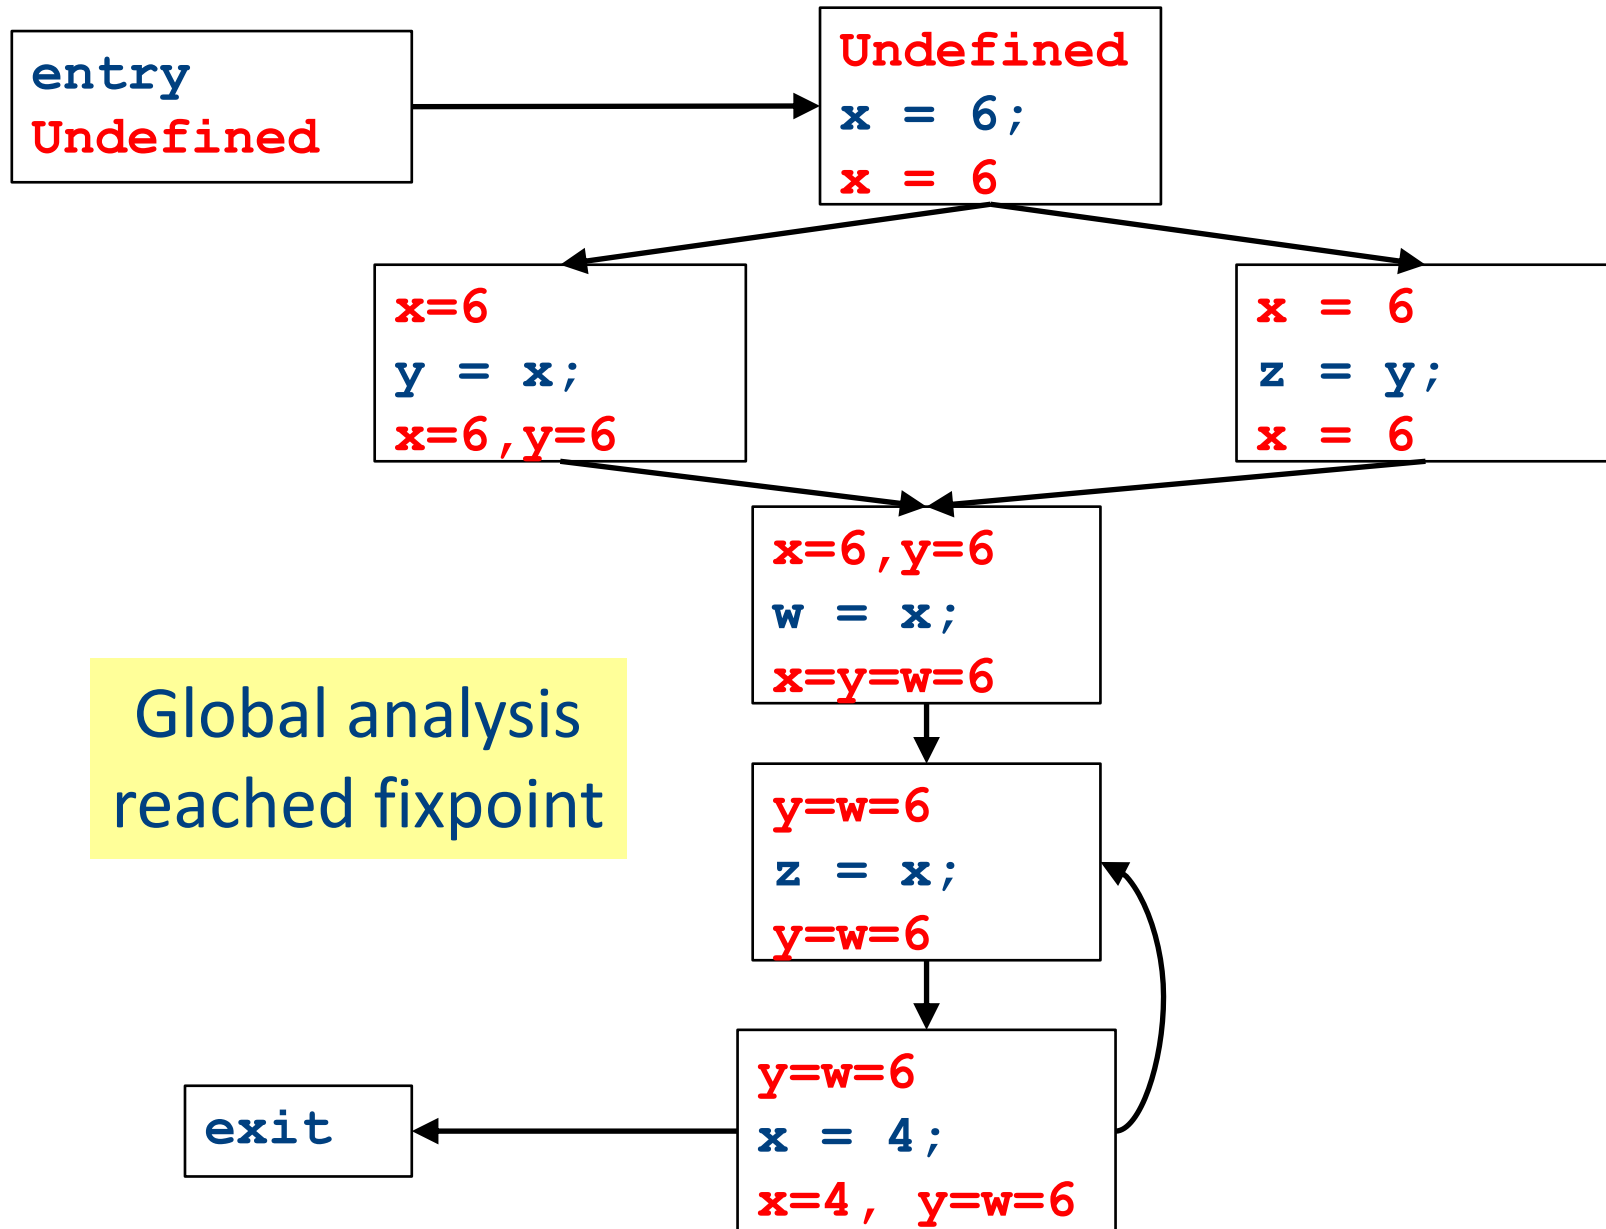 entry
Undefined
Undefined
x = 6;
x = 6
x=6
y = x;
x=6,y=6
x = 6
z = y;
x = 6
x=6,y=6
w = x;
x=y=w=6
Global analysis
reached fixpoint
y=w=6
z = x;
y=w=6
y=w=6
x = 4;
x=4, y=w=6
exit